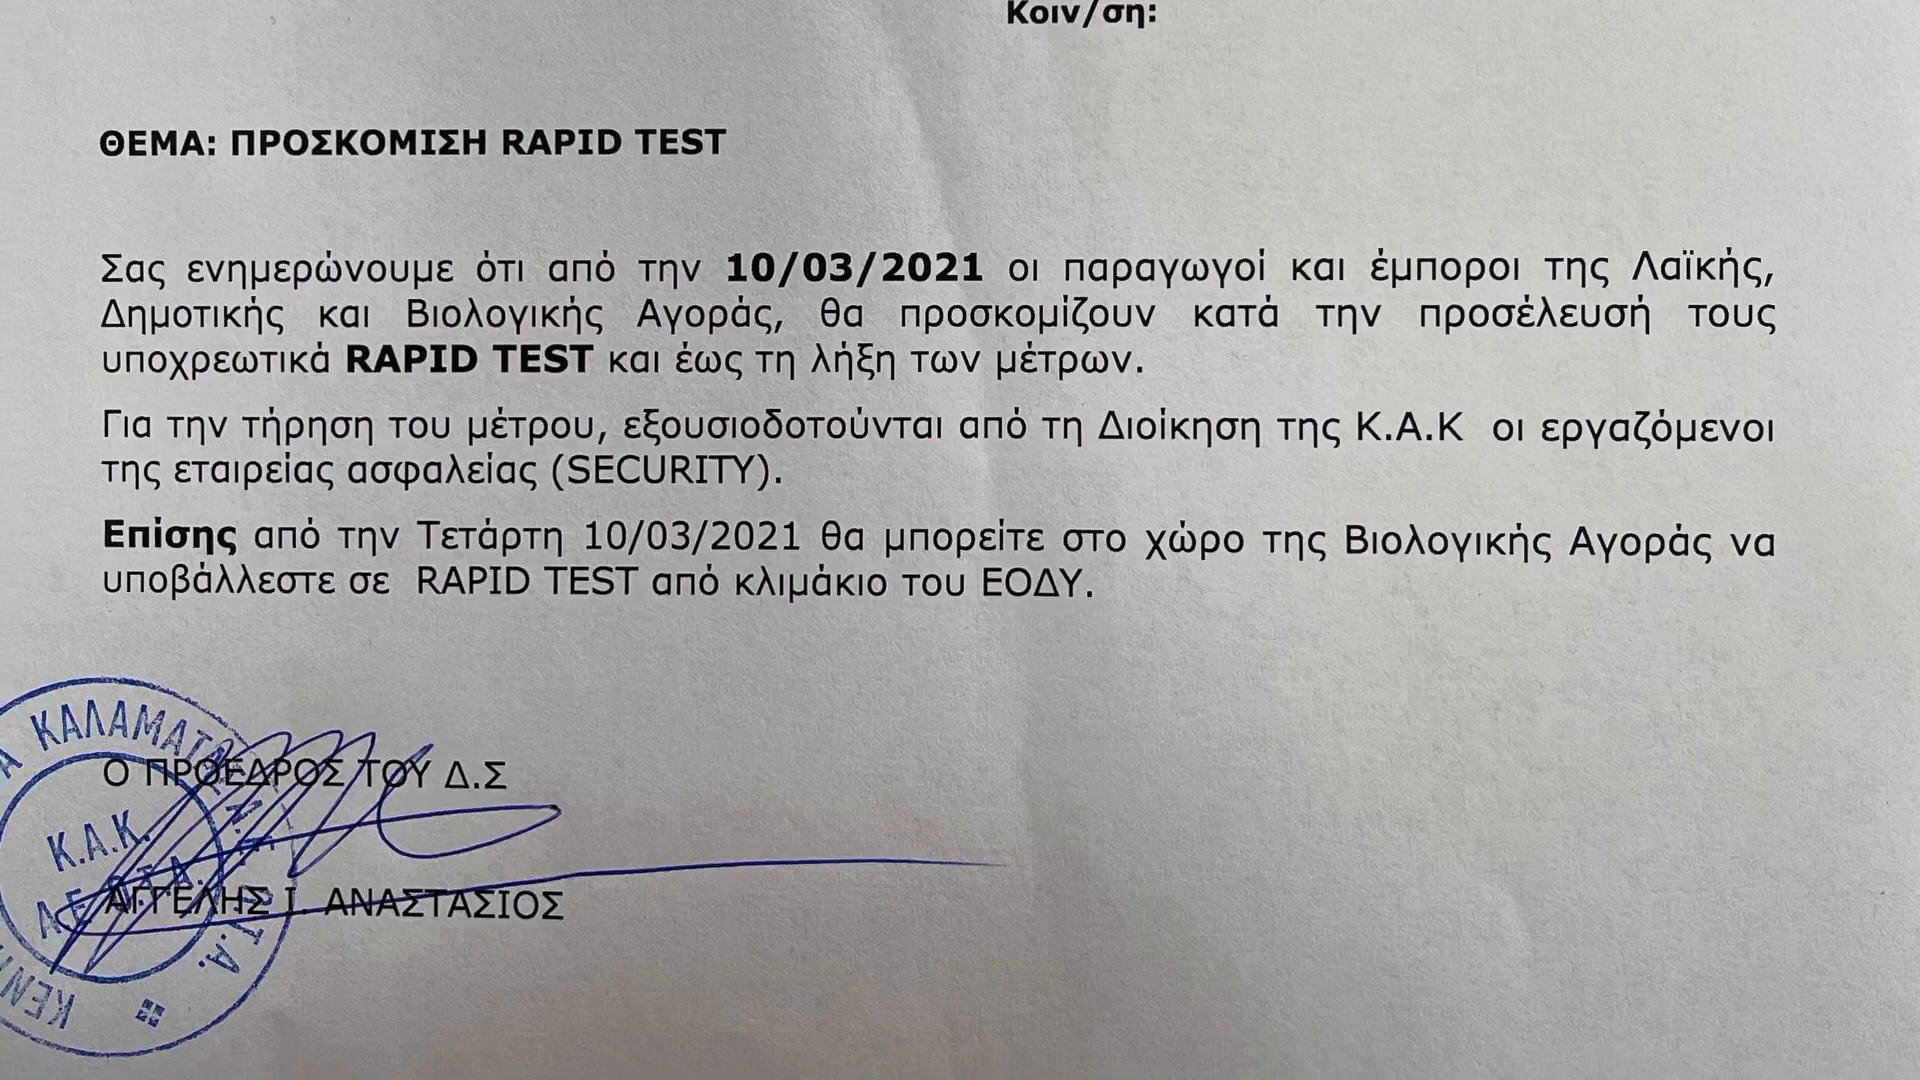 Κοιν/ση:
ΘΕΜΑ: ΠΡΟΣΚΟΜΙΣΗ RAPID TEST
Σας ενημερώνουμε ότι από την 10/03/2021 οι παραγωγοί και έμποροι της Λαϊκής,
Δημοτικής και Βιολογικής Αγοράς, θα προσκομίζουν κατά την προσέλευσή τους
υποχρεωτικά RAPID TEST και έως τη λήξη των μέτρων.
Για την τήρηση του μέτρου, εξουσιοδοτούνται από τη Διοίκηση της Κ.Α.Κ οι εργαζόμενοι
της εταιρείας ασφαλείας (SECURITY).
Επίσης από την Τετάρτη 10/03/2021 θα μπορείτε στο χώρο της Βιολογικής Αγοράς να
υποβάλλεστε σε RAPID TEST από κλιμάκιο του ΕΟΔΥ.
ΚΑΛΑΜΑΤΑΣ
Ο ΠΡΟΕΔΡΟΣ ΤΟΥ Δ.Σ
Κ.Α.Κ.
ΑΓΓΕΛΗΣ Ι. ΑΝΑΣΤΑΣΙΟΣ